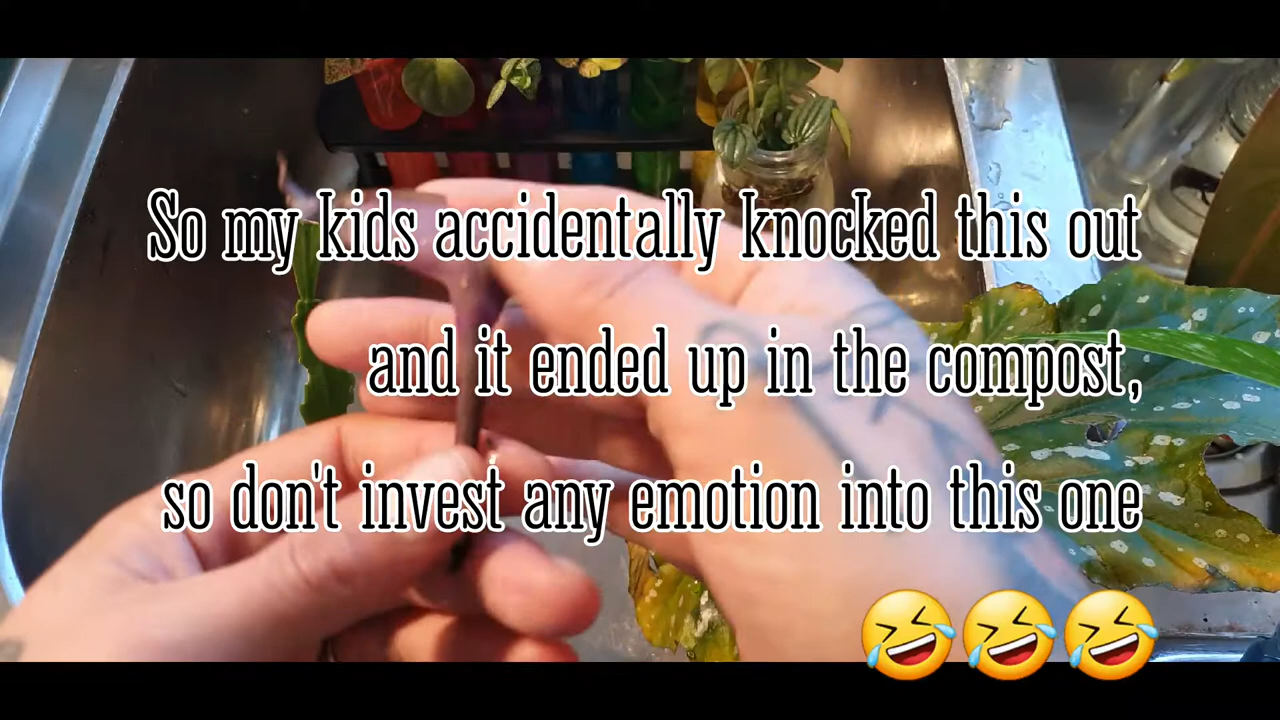 So my kids accidentally knocked this out
and it ended up in the compost,
so don't invest any emotion into this one
🤣🤣🤣